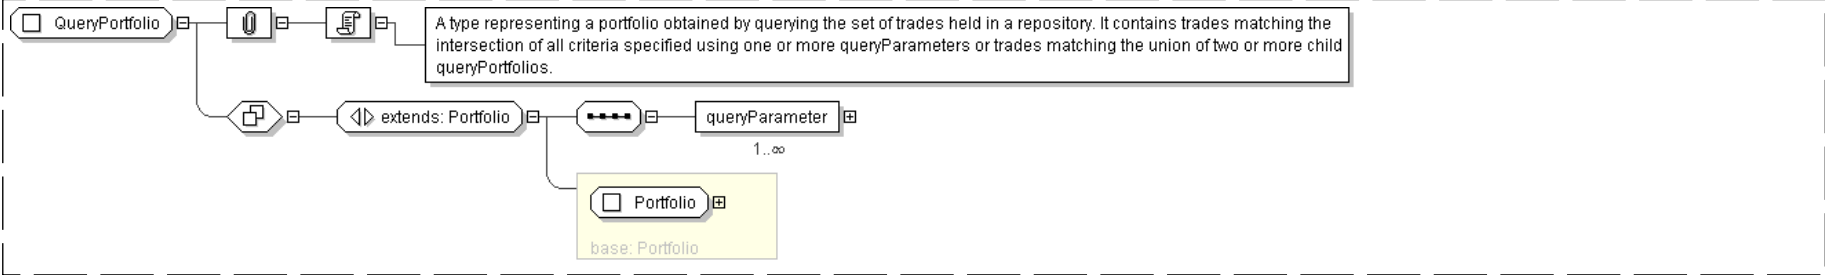 QueryPortfolio
A type representing a portfolio obtained by querying the set of trades held in a repository. It contains trades matching the
intersection of all criteria specified using one or more queryParameters or trades matching the union of two or more child
queryPortfolios.
extends: Portfolio
queryParameter
1..∞
Portfolio
base: Portfolio